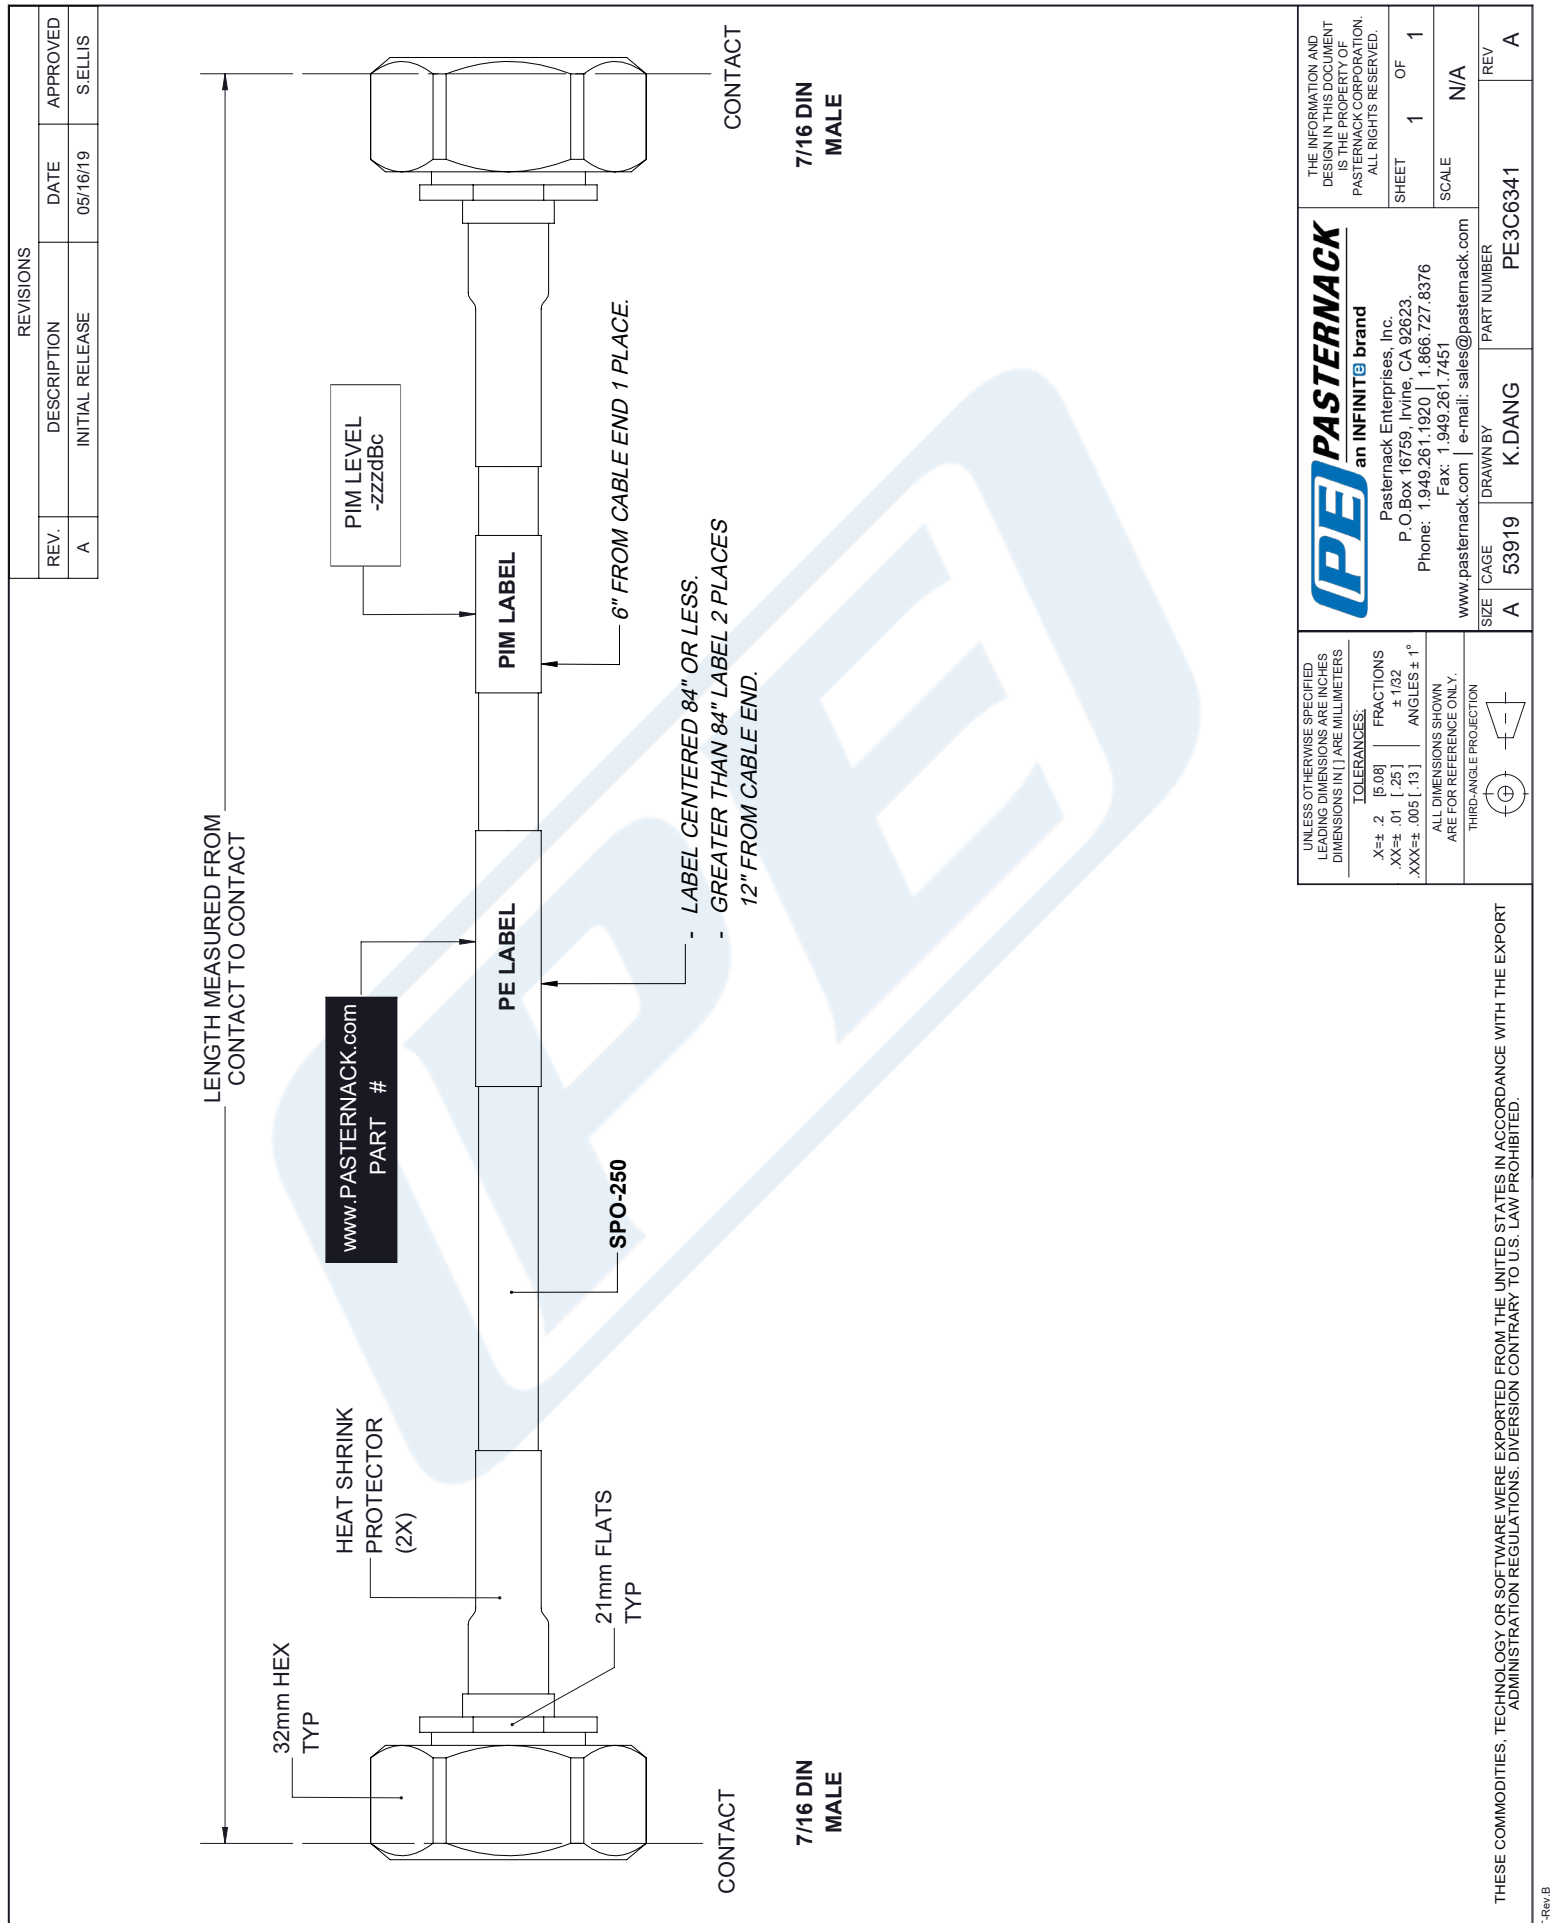 REVISIONS
REV. DESCRIPTION DATE APPROVED
A INITIAL RELEASE 05/16/19 S.ELLIS
LENGTH MEASURED FROM
CONTACT TO CONTACT
32mm HEX
TYP
HEAT SHRINK
PROTECTOR
(2X)
www.PASTERNACK.com
PART #
PIM LEVEL
-zzzdBc
PE LABEL
PIM LABEL
21mm FLATS
TYP
SPO-250
6" FROM CABLE END 1 PLACE.
- LABEL CENTERED 84" OR LESS.
- GREATER THAN 84" LABEL 2 PLACES
12" FROM CABLE END.
CONTACT
CONTACT
7/16 DIN
MALE
7/16 DIN
MALE
PE
UNLESS OTHERWISE SPECIFIED
LEADING DIMENSIONS ARE INCHES
DIMENSIONS IN [ ] ARE MILLIMETERS
TOLERANCES:
.X=± .2 [5.08] FRACTIONS
.XX=± .01 [.25] ± 1/32
.XXX=± .005 [.13] ANGLES ± 1°
ALL DIMENSIONS SHOWN
ARE FOR REFERENCE ONLY.
THIRD-ANGLE PROJECTION
PE PASTERNACK
an INFINITe brand
Pasternack Enterprises, Inc.
P.O.Box 16759, Irvine, CA 92623.
Phone: 1.949.261.1920 | 1.866.727.8376
Fax: 1.949.261.7451
www.pasternack.com | e-mail: sales@pasternack.com
THE INFORMATION AND
DESIGN IN THIS DOCUMENT
IS THE PROPERTY OF
PASTERNACK CORPORATION.
ALL RIGHTS RESERVED.
SHEET 1 OF 1
SCALE N/A
SIZE CAGE DRAWN BY PART NUMBER REV
A 53919 K.DANG PE3C6341 A
THESE COMMODITIES, TECHNOLOGY OR SOFTWARE WERE EXPORTED FROM THE UNITED STATES IN ACCORDANCE WITH THE EXPORT
ADMINISTRATION REGULATIONS. DIVERSION CONTRARY TO U.S. LAW PROHIBITED.
-Rev.B